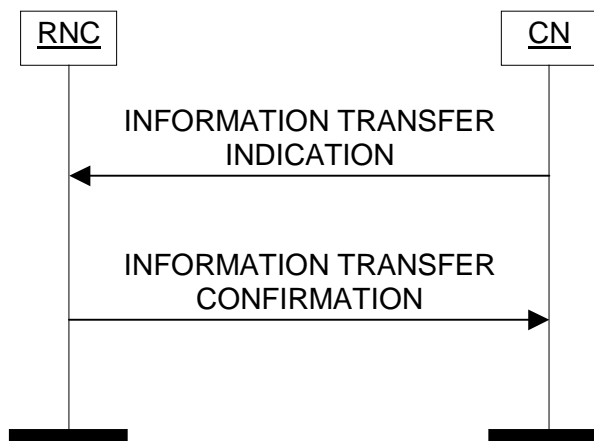 RNC
CN
INFORMATION TRANSFER
INDICATION
INFORMATION TRANSFER
CONFIRMATION